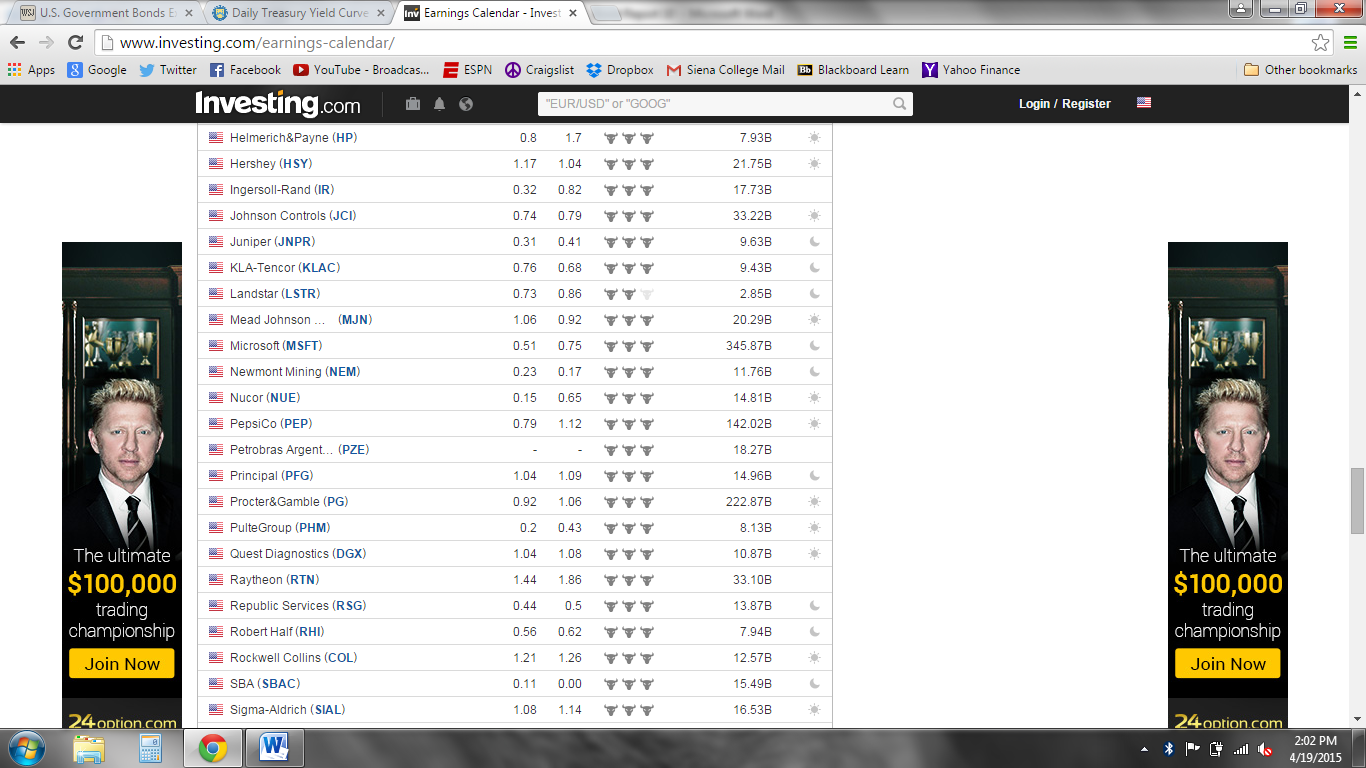 U.S. Government Bonds Ex
Daily Treasury Yield Curve
Earnings Calendar - Invest
www.investing.com/earnings-calendar/
Apps Google Twitter Facebook YouTube - Broadcas... ESPN Craigslist Dropbox Siena College Mail Blackboard Learn Yahoo Finance Other bookmarks
Investing.com "EUR/USD" or "GOOG" Login / Register
Helmerich&Payne (HP) 0.8 1.7 7.93B
Hershey (HSY) 1.17 1.04 21.75B
Ingersoll-Rand (IR) 0.32 0.82 17.73B
Johnson Controls (JCI) 0.74 0.79 33.22B
Juniper (JNPR) 0.31 0.41 9.63B
KLA-Tencor (KLAC) 0.76 0.68 9.43B
Landstar (LSTR) 0.73 0.86 2.85B
Mead Johnson ... (MJN) 1.06 0.92 20.29B
Microsoft (MSFT) 0.51 0.75 345.87B
Newmont Mining (NEM) 0.23 0.17 11.76B
Nucor (NUE) 0.15 0.65 14.81B
PepsiCo (PEP) 0.79 1.12 142.02B
Petrobras Argent... (PZE) - - 18.27B
Principal (PFG) 1.04 1.09 14.96B
Procter&Gamble (PG) 0.92 1.06 222.87B
PulteGroup (PHM) 0.2 0.43 8.13B
Quest Diagnostics (DGX) 1.04 1.08 10.87B
Raytheon (RTN) 1.44 1.86 33.10B
Republic Services (RSG) 0.44 0.5 13.87B
Robert Half (RHI) 0.56 0.62 7.94B
Rockwell Collins (COL) 1.21 1.26 12.57B
SBA (SBAC) 0.11 0.00 15.49B
Sigma-Aldrich (SIAL) 1.08 1.14 16.53B
The ultimate
$100,000
trading
championship
Join Now
24option.com
The ultimate
$100,000
trading
championship
Join Now
24option.com
2:02 PM
4/19/2015